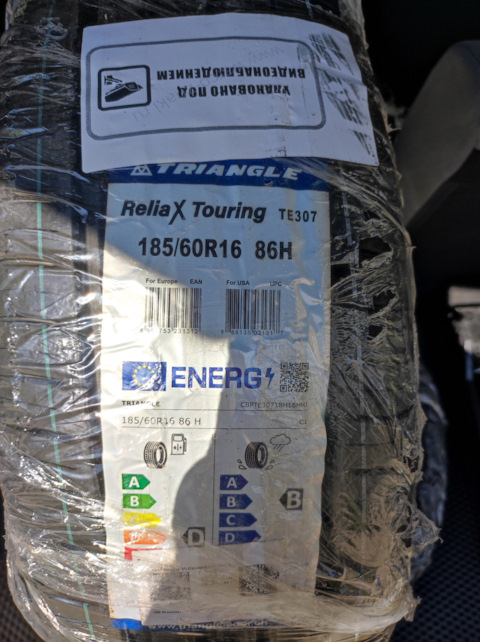 УПАКОВАНО ПОД
ВИДЕОНАБЛЮДЕНИЕМ
TRIANGLE
ReliaX Touring TE307
185/60R16 86H
For Europe EAN
For USA UPC
ENERG
TRIANGLE
185/60R16 86 H
C1
A
B
D
A
B
C
D
B